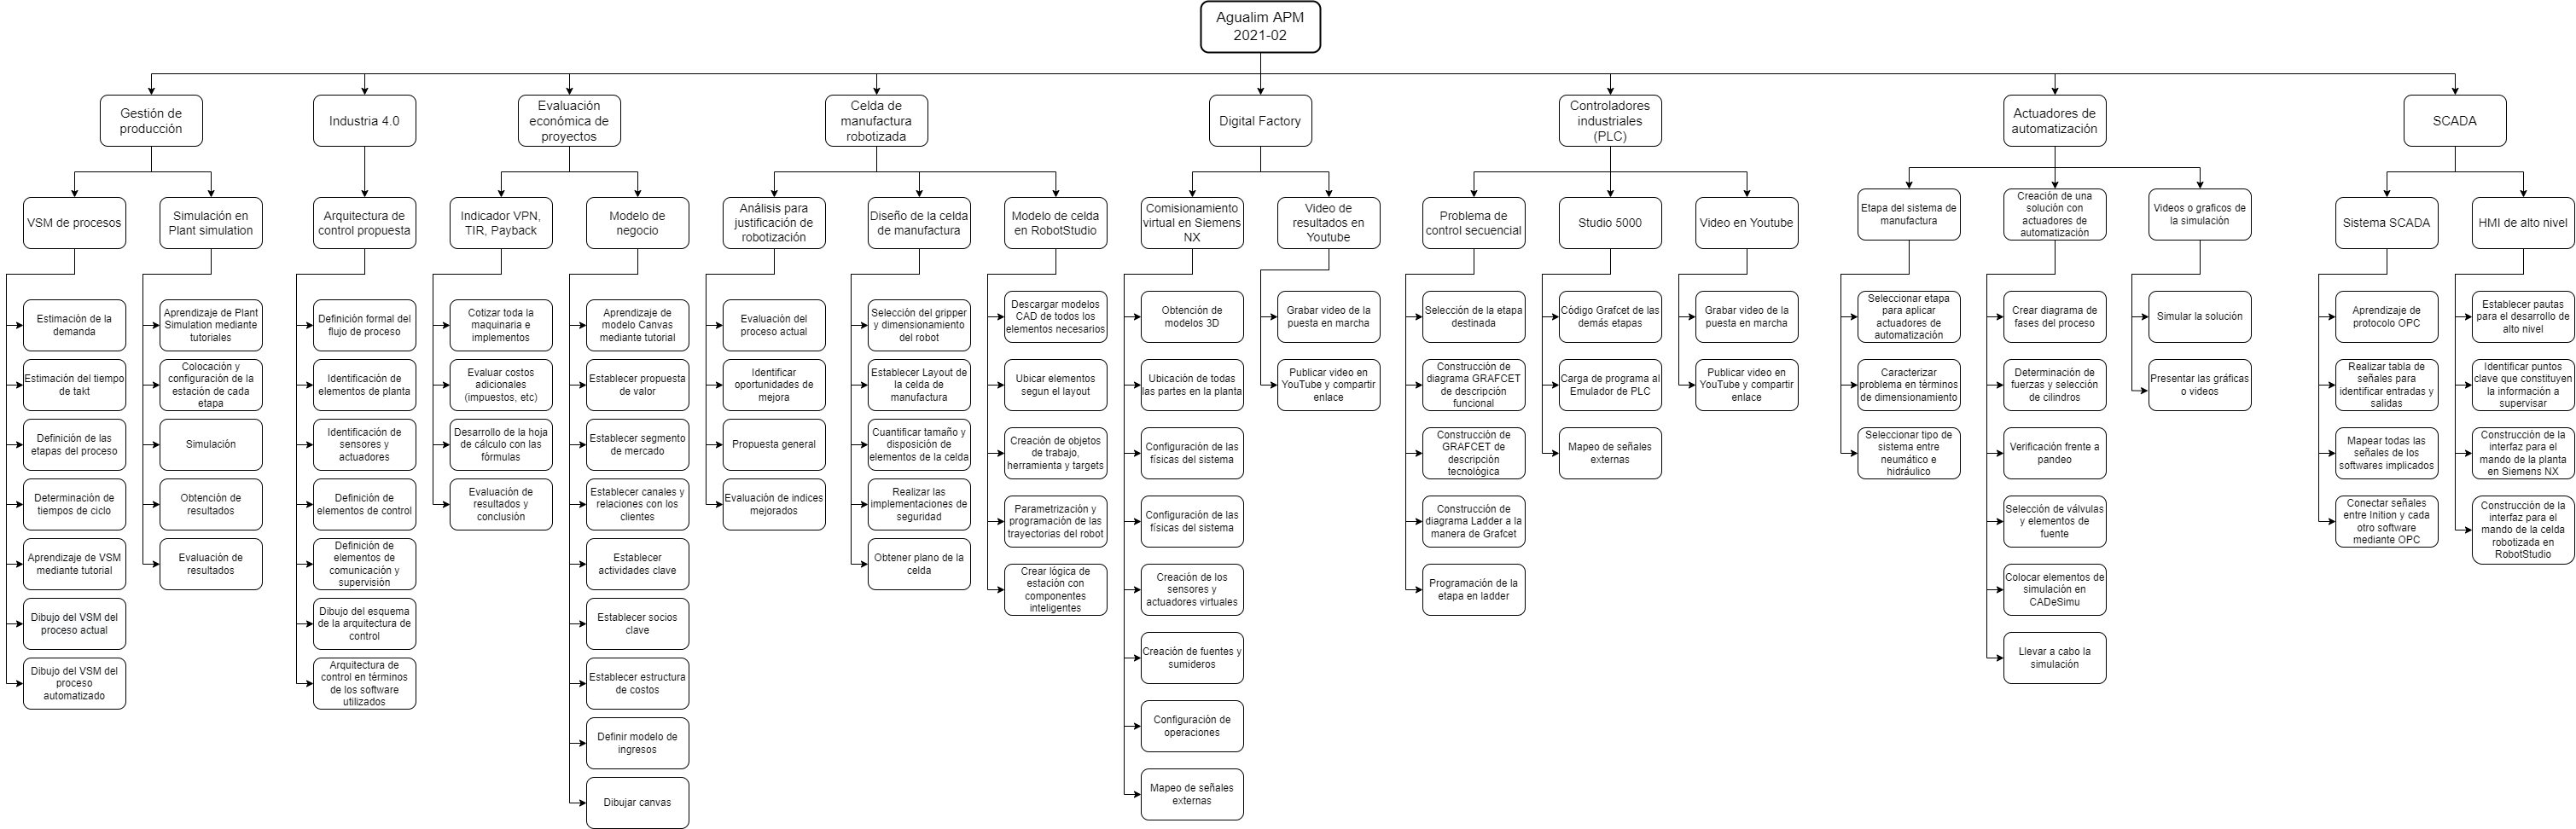 Agualim APM
2021-02
Gestión de
producción
Industria 4.0
Evaluación
económica de
proyectos
Celda de
manufactura
robotizada
Digital Factory
Controladores
industriales
(PLC)
Actuadores de
automatización
SCADA
VSM de procesos
Simulación en
Plant simulation
Arquitectura de
control propuesta
Indicador VPN,
TIR, Payback
Modelo de
negocio
Análisis para
justificación de
robotización
Diseño de la celda
de manufactura
Modelo de celda
en RobotStudio
Comisionamiento
virtual en Siemens
NX
Video de
resultados en
Youtube
Problema de
control secuencial
Studio 5000
Video en Youtube
Etapa del sistema de
manufactura
Creación de una
solución con
actuadores de
automatización
Videos o graficos de
la simulación
Sistema SCADA
HMI de alto nivel
Estimación de la
demanda
Estimación del tiempo
de takt
Definición de las
etapas del proceso
Determinación de
tiempos de ciclo
Aprendizaje de VSM
mediante tutorial
Dibujo del VSM del
proceso actual
Dibujo del VSM del
proceso
automatizado
Aprendizaje de Plant
Simulation mediante
tutoriales
Colocación y
configuración de la
estación de cada
etapa
Simulación
Obtención de
resultados
Evaluación de
resultados
Definición formal del
flujo de proceso
Identificación de
elementos de planta
Identificación de
sensores y
actuadores
Definición de
elementos de control
Definición de
elementos de
comunicación y
supervisión
Dibujo del esquema
de la arquitectura de
control
Arquitectura de
control en términos
de los software
utilizados
Cotizar toda la
maquinaria e
implementos
Evaluar costos
adicionales
(impuestos, etc)
Desarrollo de la hoja
de cálculo con las
fórmulas
Evaluación de
resultados y
conclusión
Aprendizaje de
modelo Canvas
mediante tutorial
Establecer propuesta
de valor
Establecer segmento
de mercado
Establecer canales y
relaciones con los
clientes
Establecer
actividades clave
Establecer socios
clave
Establecer estructura
de costos
Definir modelo de
ingresos
Dibujar canvas
Evaluación del
proceso actual
Identificar
oportunidades de
mejora
Propuesta general
Evaluación de indices
mejorados
Selección del gripper
y dimensionamiento
del robot
Establecer Layout de
la celda de
manufactura
Cuantificar tamaño y
disposición de
elementos de la celda
Realizar las
implementaciones de
seguridad
Obtener plano de la
celda
Descargar modelos
CAD de todos los
elementos necesarios
Ubicar elementos
segun el layout
Creación de objetos
de trabajo,
herramienta y targets
Parametrización y
programación de las
trayectorias del robot
Crear lógica de
estación con
componentes
inteligentes
Obtención de
modelos 3D
Ubicación de todas
las partes en la planta
Configuración de las
físicas del sistema
Configuración de las
físicas del sistema
Creación de los
sensores y
actuadores virtuales
Creación de fuentes y
sumideros
Configuración de
operaciones
Mapeo de señales
externas
Grabar video de la
puesta en marcha
Publicar video en
YouTube y compartir
enlace
Selección de la etapa
destinada
Construcción de
diagrama GRAFCET
de descripción
funcional
Construcción de
GRAFCET de
descripción
tecnológica
Construcción de
diagrama Ladder a la
manera de Grafcet
Programación de la
etapa en ladder
Código Grafcet de las
demás etapas
Carga de programa al
Emulador de PLC
Mapeo de señales
externas
Grabar video de la
puesta en marcha
Publicar video en
YouTube y compartir
enlace
Seleccionar etapa
para aplicar
actuadores de
automatización
Caracterizar
problema en términos
de dimensionamiento
Seleccionar tipo de
sistema entre
neumático e
hidráulico
Crear diagrama de
fases del proceso
Determinación de
fuerzas y selección
de cilindros
Verificación frente a
pandeo
Selección de válvulas
y elementos de
fuente
Colocar elementos de
simulación en
CADeSimu
Llevar a cabo la
simulación
Simular la solución
Presentar las gráficas
o videos
Aprendizaje de
protocolo OPC
Realizar tabla de
señales para
identificar entradas y
salidas
Mapear todas las
señales de los
softwares implicados
Conectar señales
entre Inition y cada
otro software
mediante OPC
Establecer pautas
para el desarrollo de
alto nivel
Identificar puntos
clave que constituyen
la información a
supervisar
Construcción de la
interfaz para el
mando de la planta
en Siemens NX
Construcción de la
interfaz para el
mando de la celda
robotizada en
RobotStudio